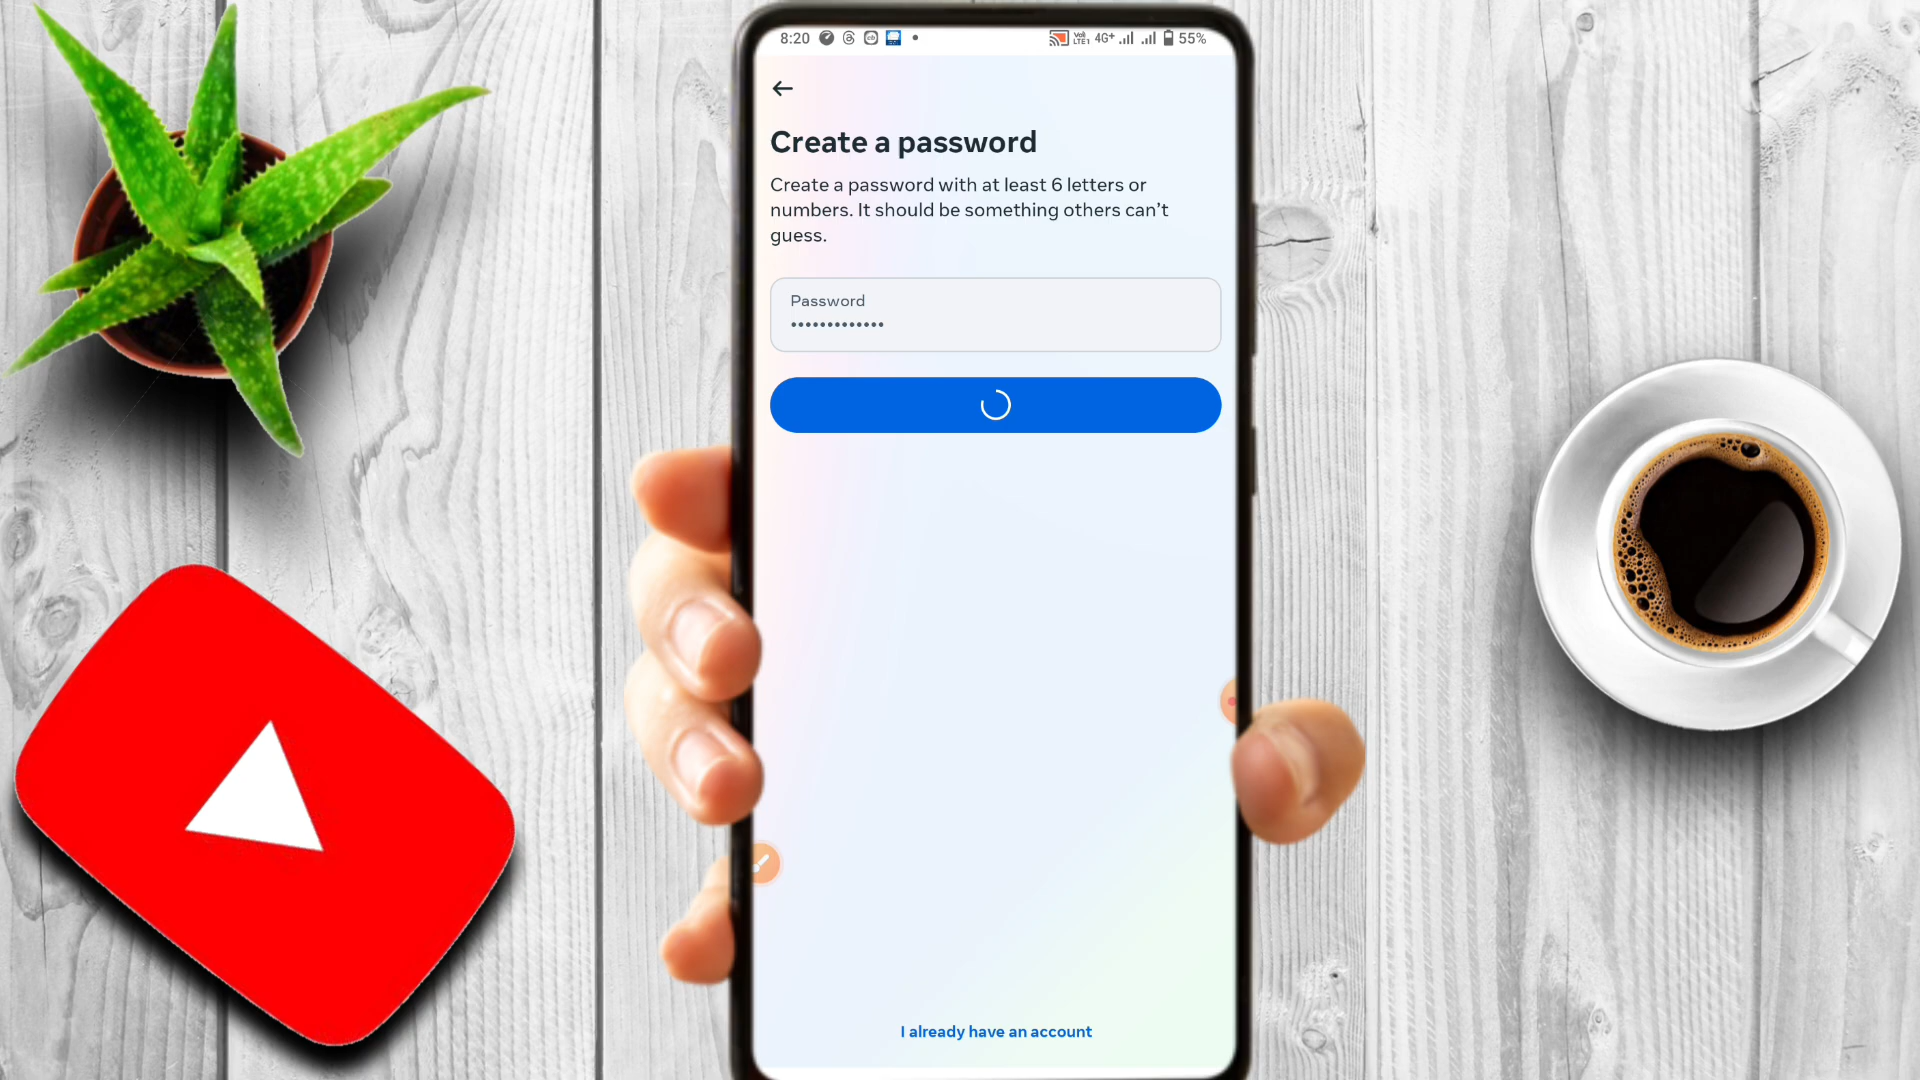 8:20 4G+ 55%
Create a password
Create a password with at least 6 letters or
numbers. It should be something others can’t
guess.
Password
•••••••••••••
I already have an account